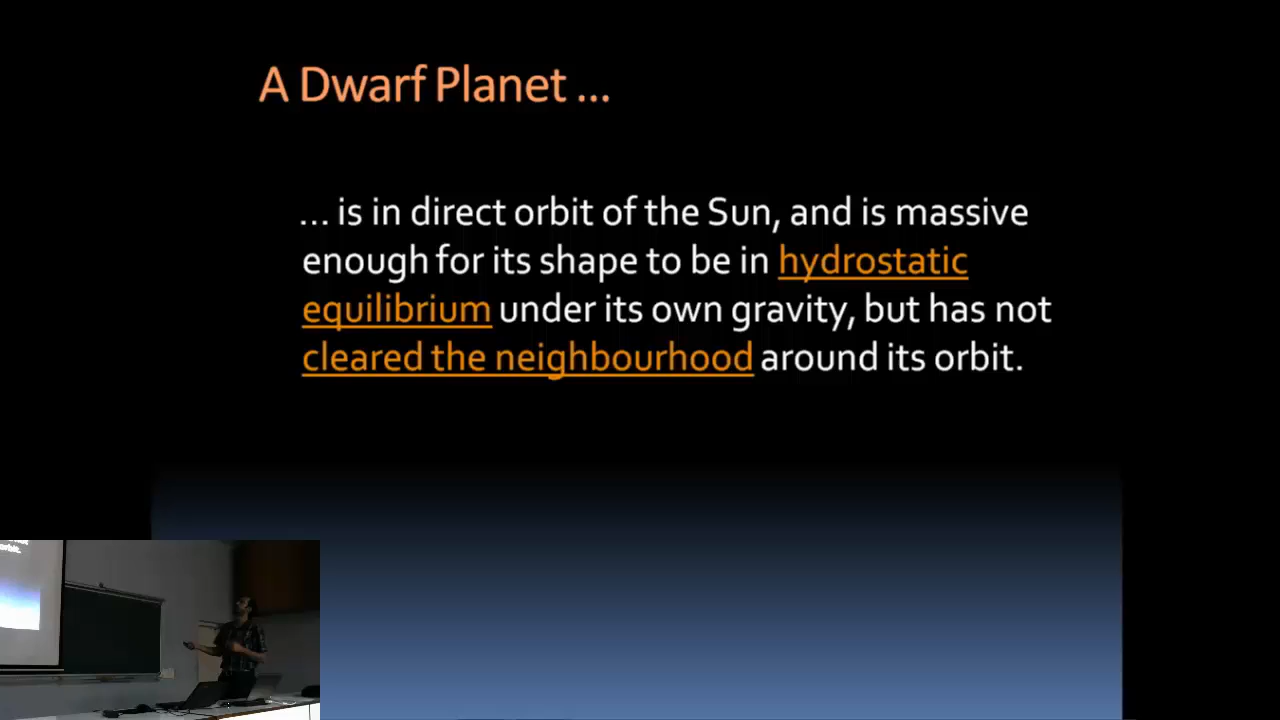 A Dwarf Planet ...
... is in direct orbit of the Sun, and is massive
enough for its shape to be in hydrostatic
equilibrium under its own gravity, but has not
cleared the neighbourhood around its orbit.
orbit.